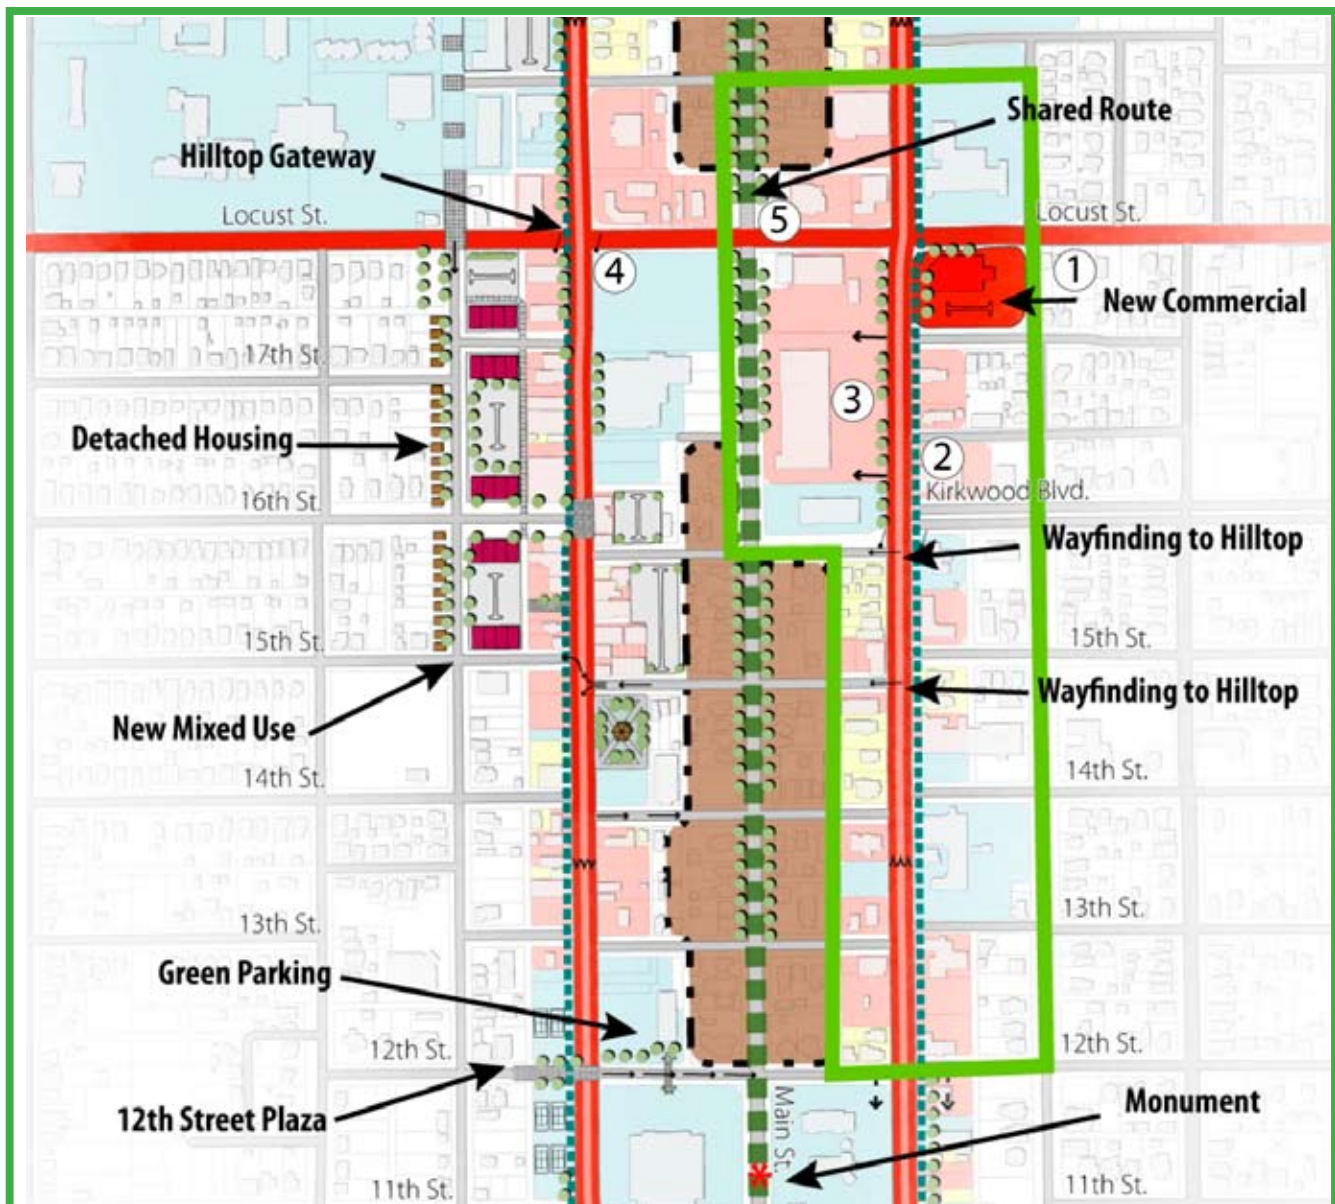 Shared Route
Hilltop Gateway
Locust St.
Locust St.
5
4
1
New Commercial
17th St.
3
Detached Housing
2
16th St.
Kirkwood Blvd.
Wayfinding to Hilltop
15th St.
15th St.
Wayfinding to Hilltop
New Mixed Use
14th St.
14th St.
13th St.
13th St.
Green Parking
12th St.
12th St.
12th Street Plaza
Main St.
Monument
11th St.
11th St.